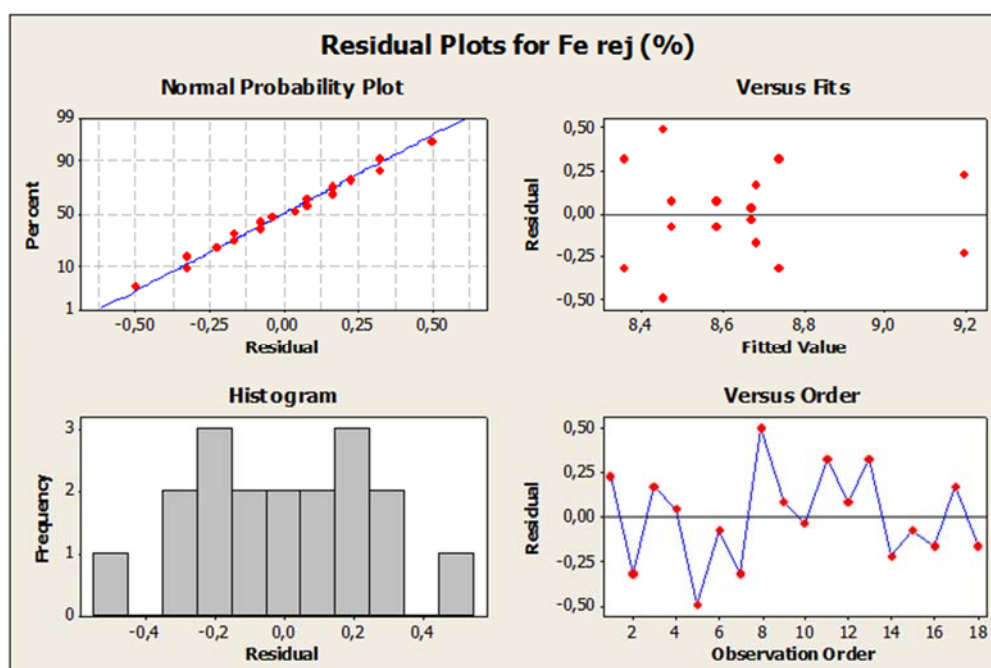 Residual Plots for Fe rej (%)
Normal Probability Plot
99
90
50
10
1
Percent
-0,50 -0,25 0,00 0,25 0,50
Residual
Versus Fits
0,50
0,25
0,00
-0,25
-0,50
Residual
8,4 8,6 8,8 9,0 9,2
Fitted Value
Histogram
3
2
1
0
Frequency
-0,4 -0,2 0,0 0,2 0,4
Residual
Versus Order
0,50
0,25
0,00
-0,25
-0,50
Residual
2 4 6 8 10 12 14 16 18
Observation Order